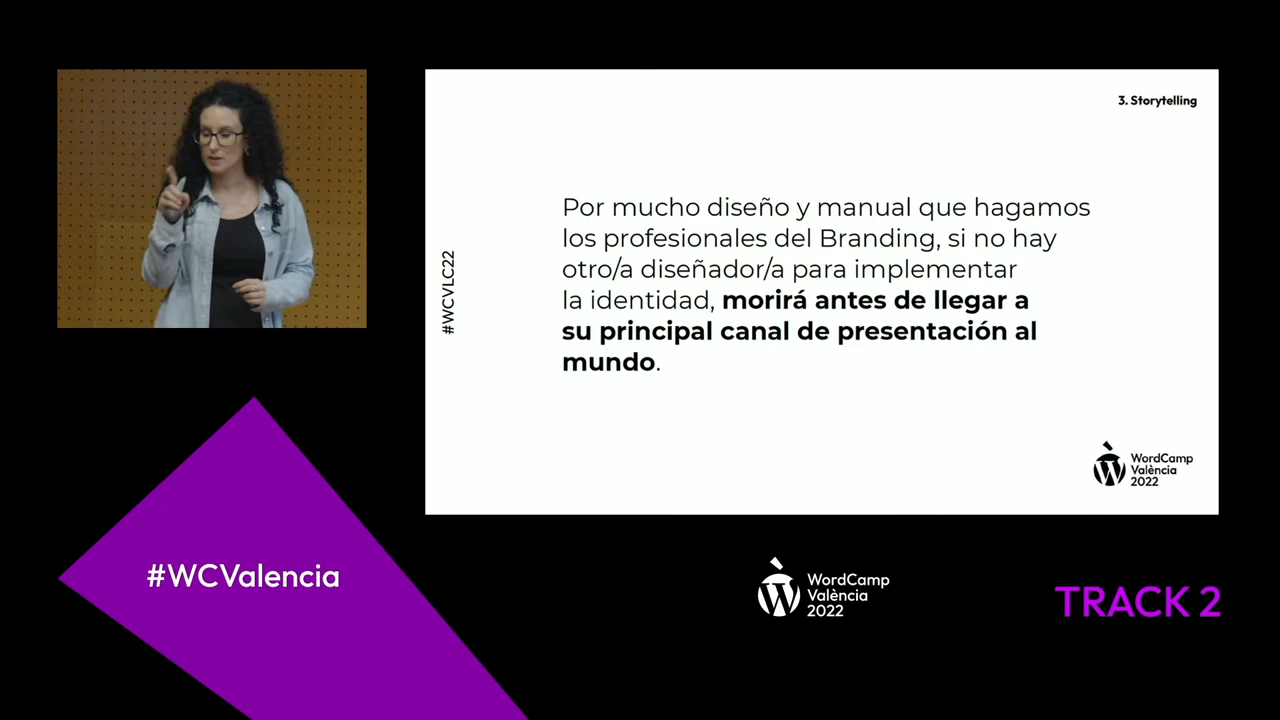 3. Storytelling
Por mucho diseño y manual que hagamos
los profesionales del Branding, si no hay
otro/a diseñador/a para implementar
la identidad, morirá antes de llegar a
su principal canal de presentación al
mundo.
#WCVLC22
WordCamp
València
2022
#WCValencia
WordCamp
València
2022
TRACK 2